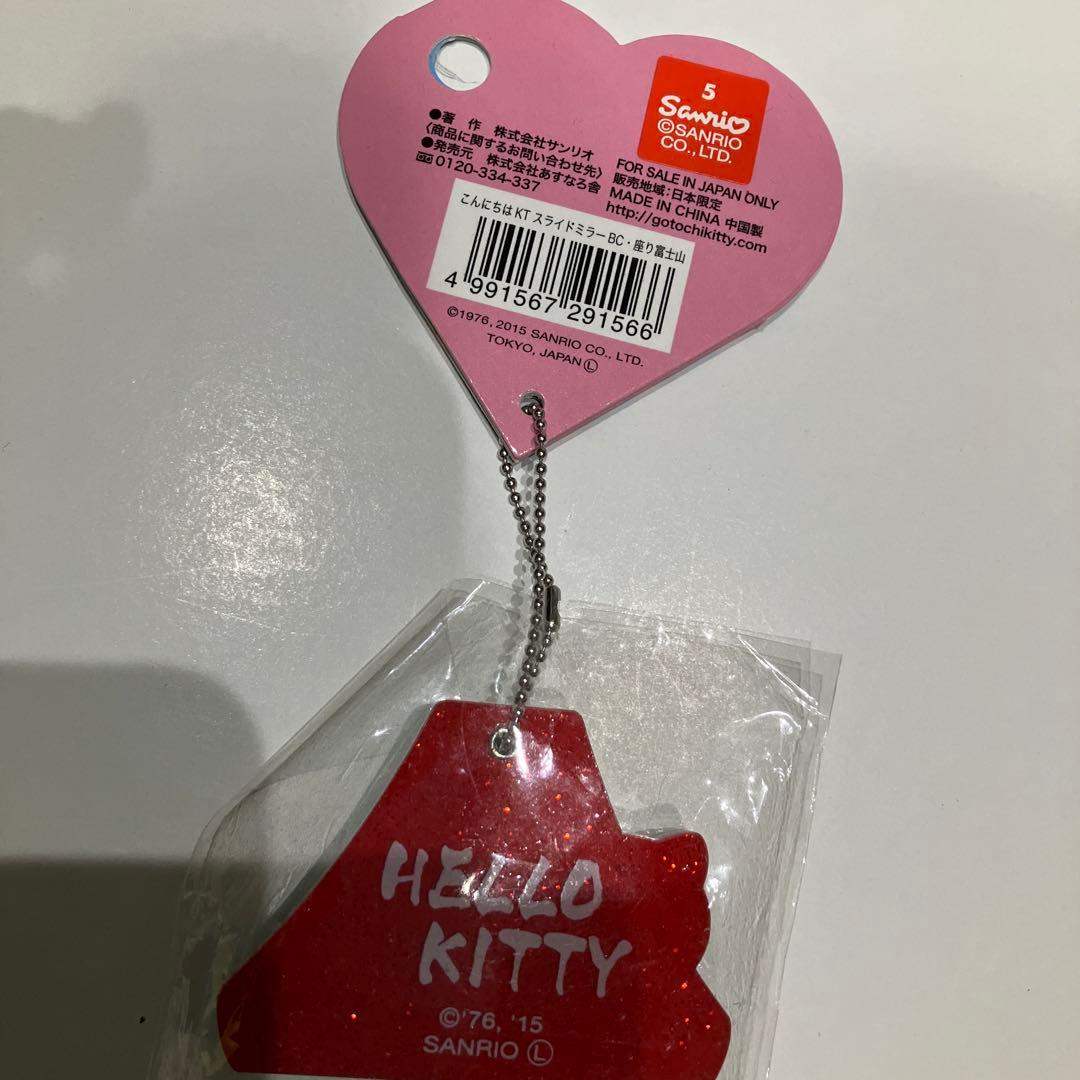 5
Sanrio
©SANRIO
CO., LTD.
●著 作 株式会社サンリオ
〈商品に関するお問い合わせ先〉
●発売元 株式会社あすなろ舎
0120-334-337
FOR SALE IN JAPAN ONLY
販売地域:日本限定
MADE IN CHINA 中国製
http://gotochikitty.com
こんにちは KT スライドミラー BC・座り富士山
4 991567 291566
©1976, 2015 SANRIO CO., LTD.
TOKYO, JAPAN Ⓛ
HELLO
KITTY
©'76, '15
SANRIO Ⓛ